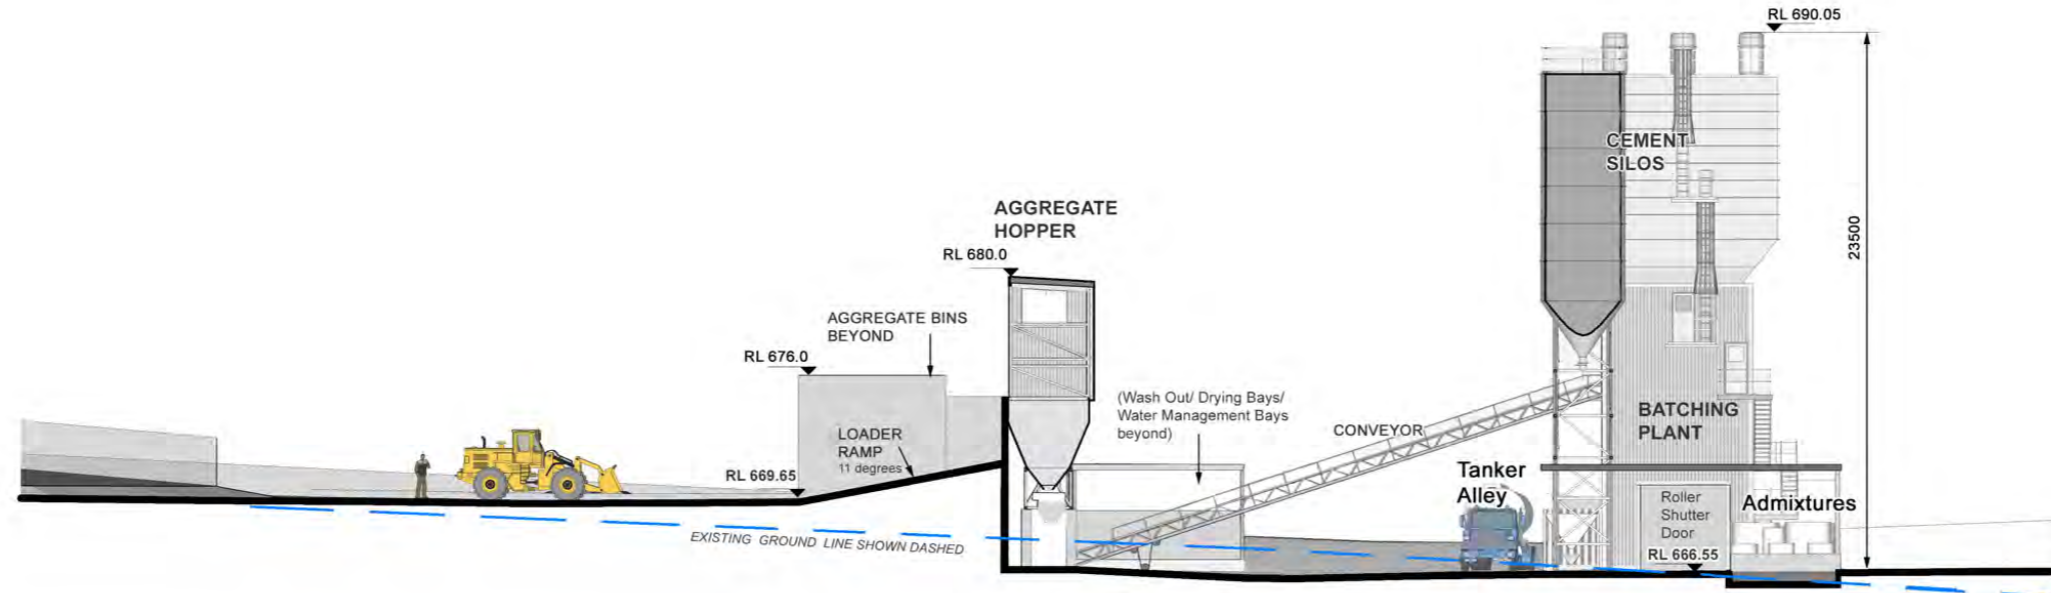 RL 690.05
CEMENT
SILOS
AGGREGATE
HOPPER
RL 680.0
23500
AGGREGATE BINS
BEYOND
RL 676.0
(Wash Out/ Drying Bays/
Water Management Bays
beyond)
CONVEYOR
BATCHING
PLANT
LOADER
RAMP
11 degrees
RL 669.65
Tanker
Alley
Roller
Shutter
Door
RL 666.55
Admixtures
EXISTING GROUND LINE SHOWN DASHED